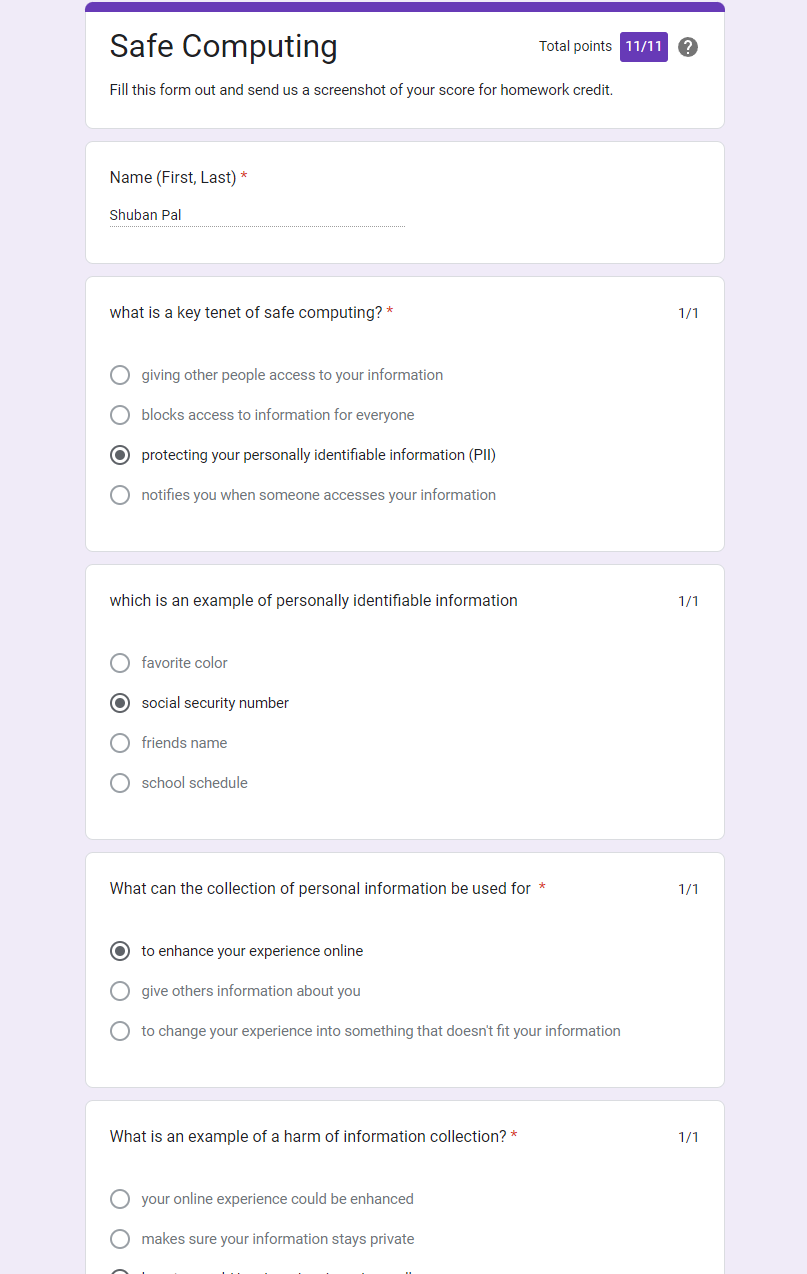 Safe Computing
Total points 11/11 ?
Fill this form out and send us a screenshot of your score for homework credit.
Name (First, Last) *
Shuban Pal
what is a key tenet of safe computing? * 1/1
giving other people access to your information
blocks access to information for everyone
protecting your personally identifiable information (PII)
notifies you when someone accesses your information
which is an example of personally identifiable information 1/1
favorite color
social security number
friends name
school schedule
What can the collection of personal information be used for * 1/1
to enhance your experience online
give others information about you
to change your experience into something that doesn't fit your information
What is an example of a harm of information collection? * 1/1
your online experience could be enhanced
makes sure your information stays private